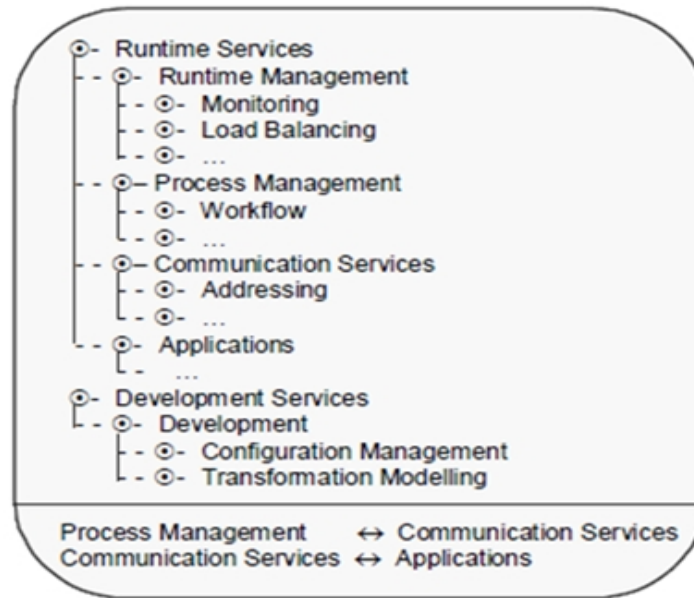 Runtime Services
Runtime Management
Monitoring
Load Balancing
...
Process Management
Workflow
...
Communication Services
Addressing
...
Applications
...
Development Services
Development
Configuration Management
Transformation Modelling
Process Management ↔ Communication Services
Communication Services ↔ Applications